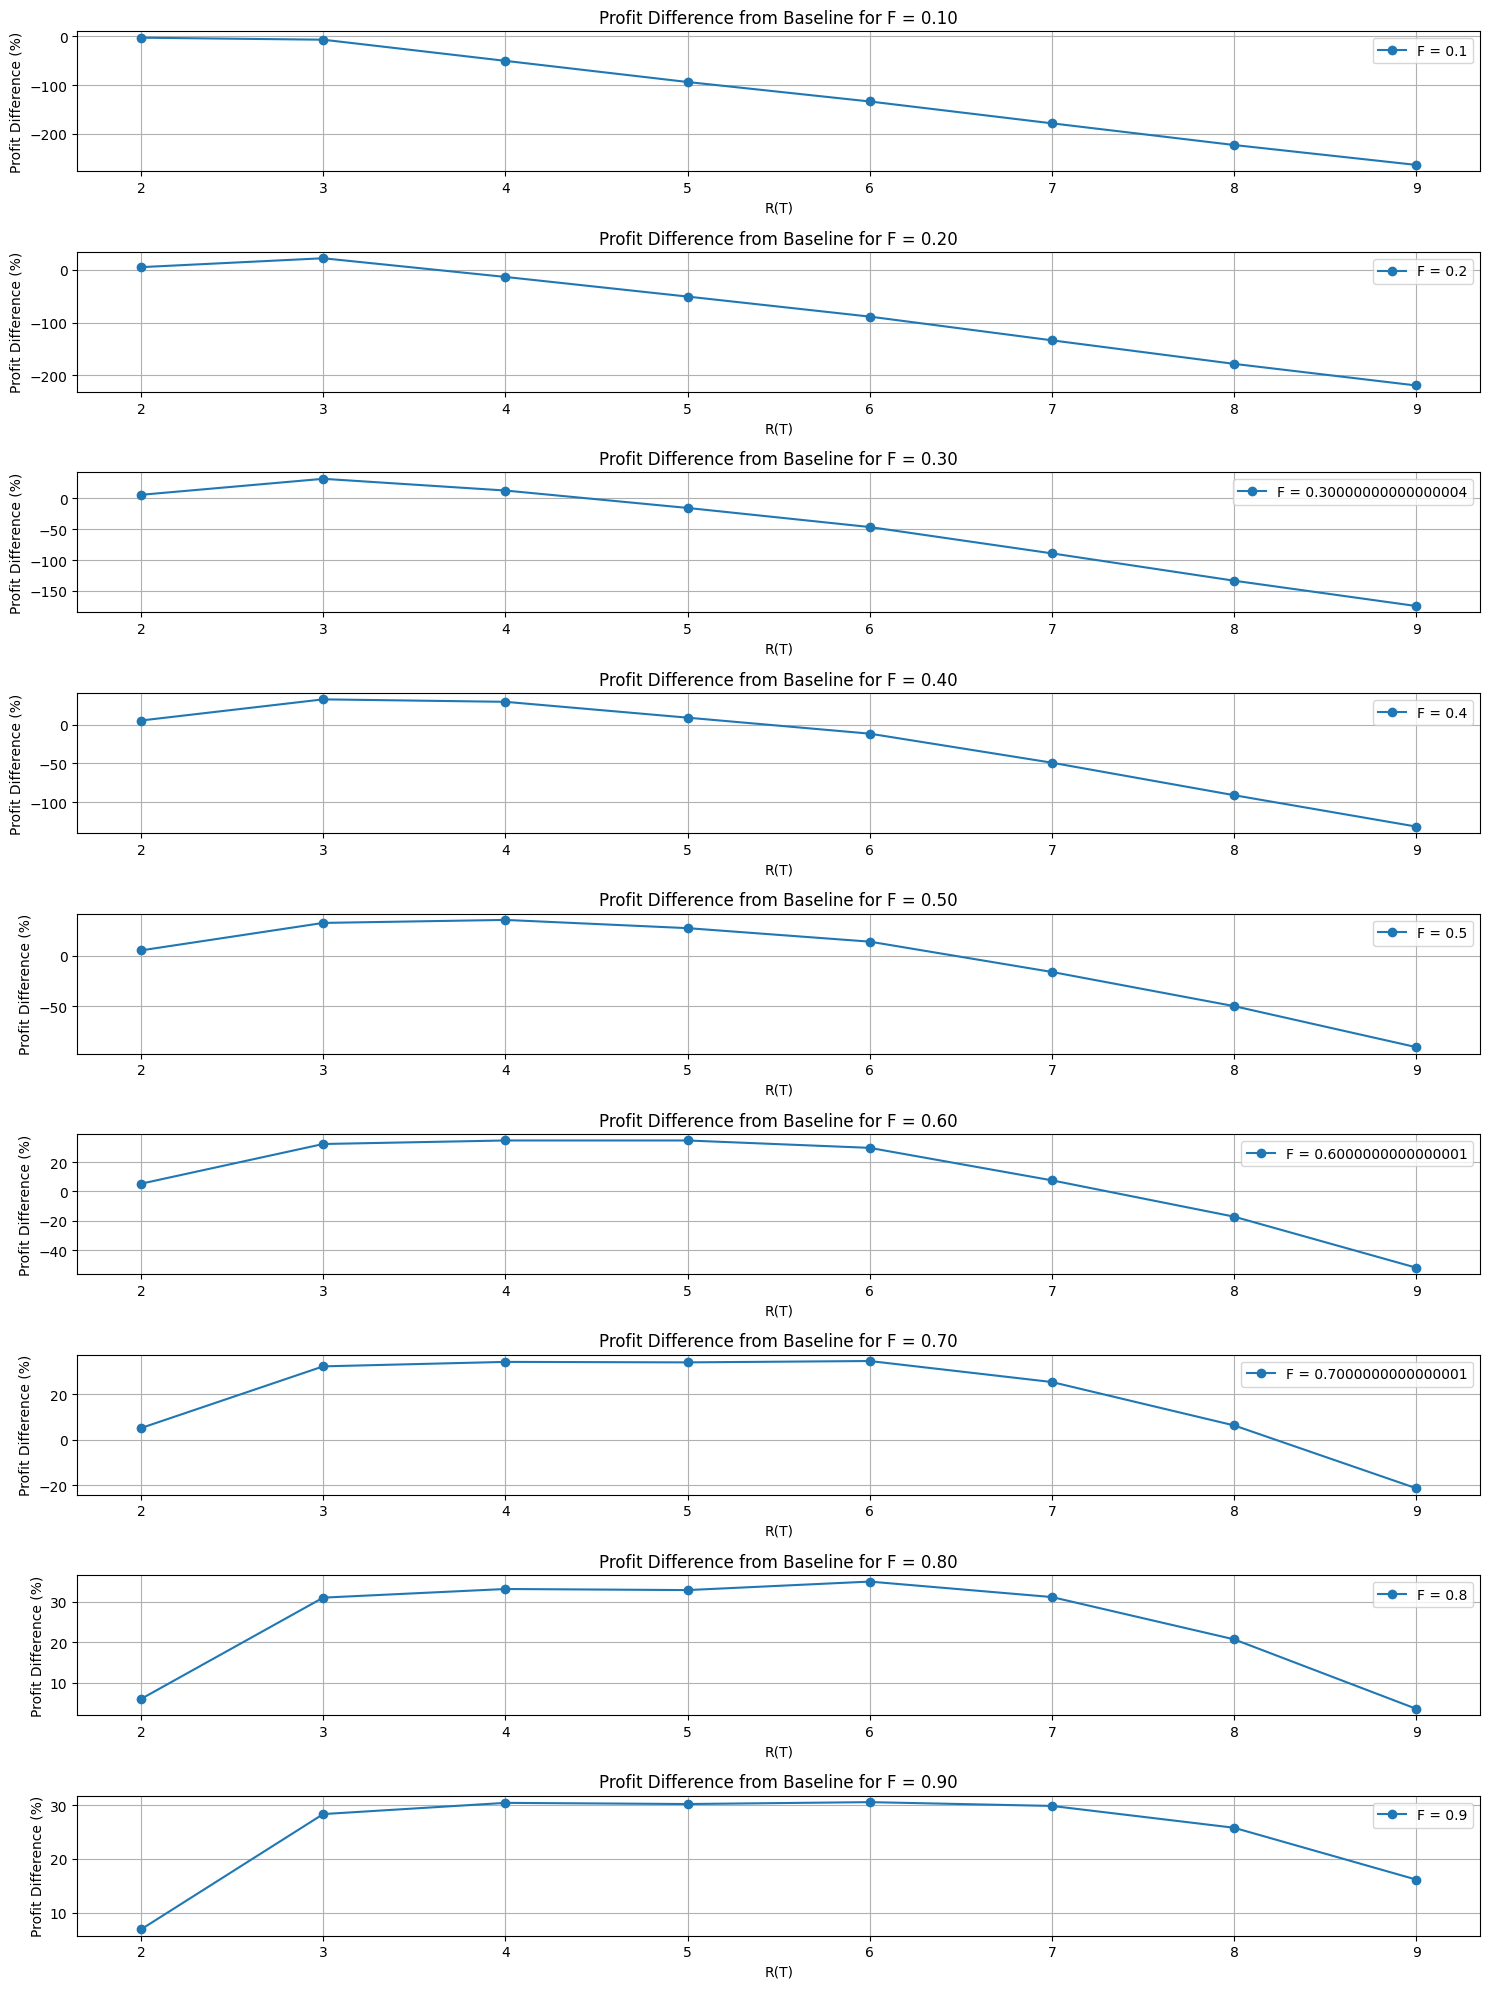 Profit Difference from Baseline for F = 0.10
Profit Difference (%)
0
−100
−200
F = 0.1
2 3 4 5 6 7 8 9
R(T)
Profit Difference from Baseline for F = 0.20
Profit Difference (%)
0
−100
−200
F = 0.2
2 3 4 5 6 7 8 9
R(T)
Profit Difference from Baseline for F = 0.30
Profit Difference (%)
0
−50
−100
−150
F = 0.30000000000000004
2 3 4 5 6 7 8 9
R(T)
Profit Difference from Baseline for F = 0.40
Profit Difference (%)
0
−50
−100
F = 0.4
2 3 4 5 6 7 8 9
R(T)
Profit Difference from Baseline for F = 0.50
Profit Difference (%)
0
−50
F = 0.5
2 3 4 5 6 7 8 9
R(T)
Profit Difference from Baseline for F = 0.60
Profit Difference (%)
20
0
−20
−40
F = 0.6000000000000001
2 3 4 5 6 7 8 9
R(T)
Profit Difference from Baseline for F = 0.70
Profit Difference (%)
20
0
−20
F = 0.7000000000000001
2 3 4 5 6 7 8 9
R(T)
Profit Difference from Baseline for F = 0.80
Profit Difference (%)
30
20
10
F = 0.8
2 3 4 5 6 7 8 9
R(T)
Profit Difference from Baseline for F = 0.90
Profit Difference (%)
30
20
10
F = 0.9
2 3 4 5 6 7 8 9
R(T)